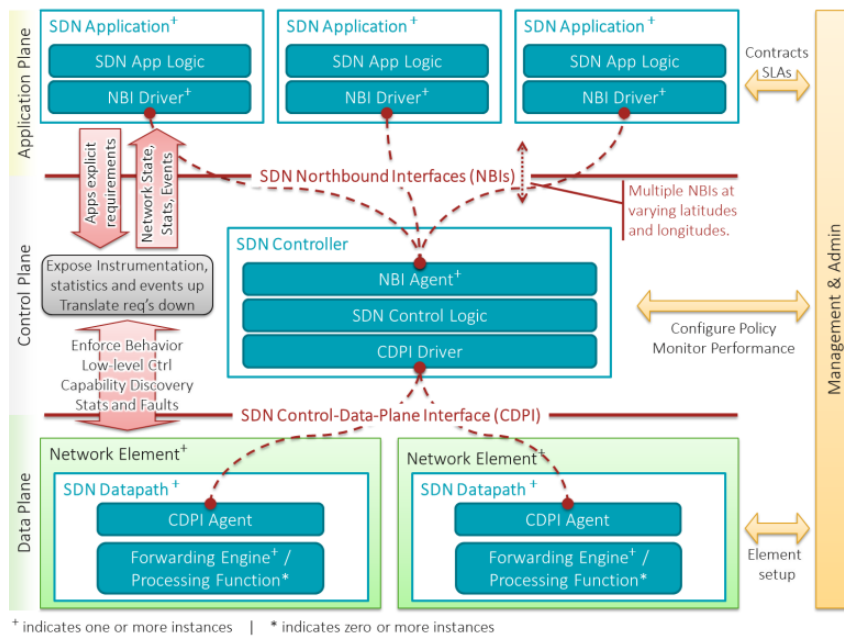 Application Plane
SDN Application+
SDN App Logic
NBI Driver+
SDN Application+
SDN App Logic
NBI Driver+
SDN Application+
SDN App Logic
NBI Driver+
Contracts
SLAs
Apps explicit
requirements
Network State,
Stats, Events
SDN Northbound Interfaces (NBIs)
Multiple NBIs at
varying latitudes
and longitudes.
Control Plane
Expose Instrumentation,
statistics and events up
Translate req's down
SDN Controller
NBI Agent+
SDN Control Logic
CDPI Driver
Configure Policy
Monitor Performance
Management & Admin
Enforce Behavior
Low-level Ctrl
Capability Discovery
Stats and Faults
SDN Control-Data-Plane Interface (CDPI)
Data Plane
Network Element+
SDN Datapath+
CDPI Agent
Forwarding Engine+ /
Processing Function*
Network Element+
SDN Datapath+
CDPI Agent
Forwarding Engine+ /
Processing Function*
Element
setup
+ indicates one or more instances | * indicates zero or more instances